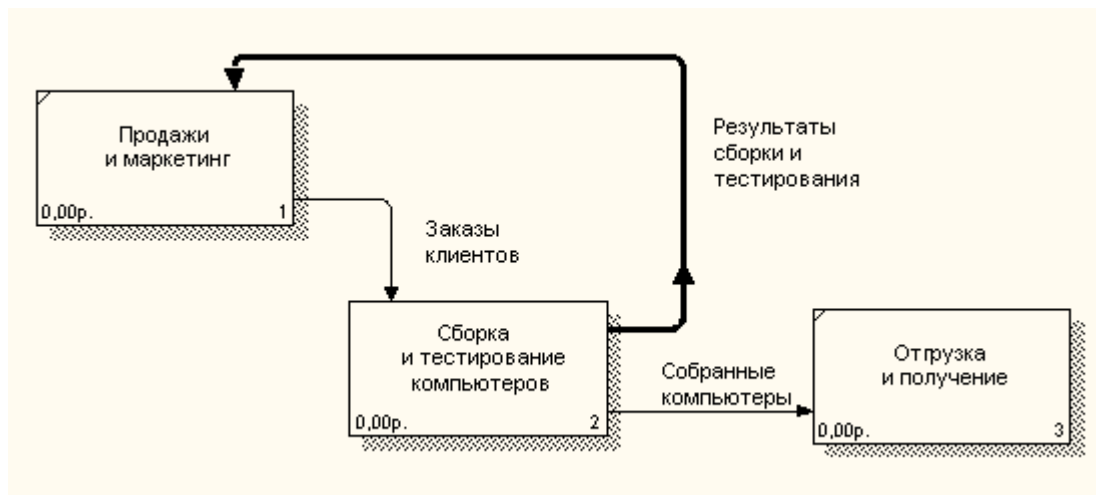 Продажи
и маркетинг
0,00р. 1
Результаты
сборки и
тестирования
Заказы
клиентов
Сборка
и тестирование
компьютеров
0,00р. 2
Собранные
компьютеры
Отгрузка
и получение
0,00р. 3